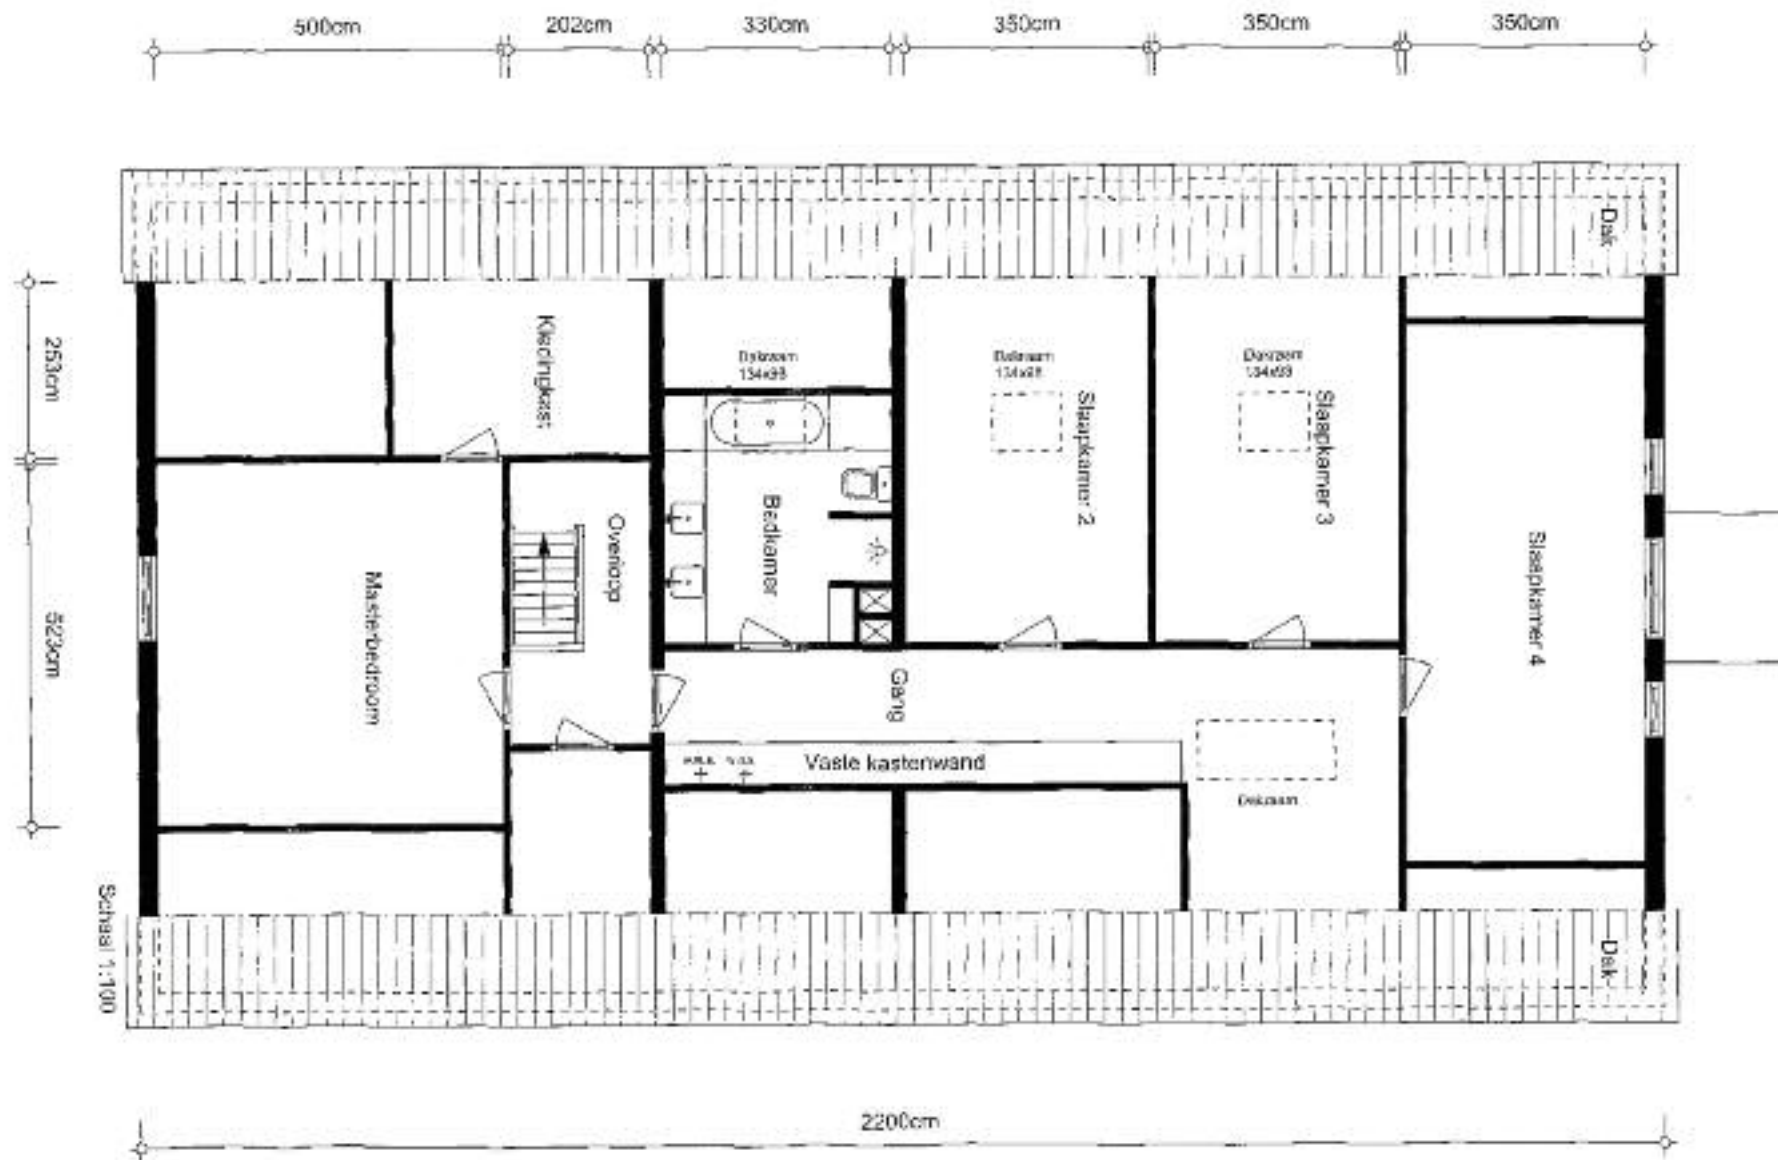 500cm
202cm
330cm
350cm
350cm
350cm
Dak
253cm
Kledingkast
Dakraam
134x98
Dakraam
134x98
Dakraam
134x98
Slaapkamer 2
Slaapkamer 3
Badkamer
Overloop
Slaapkamer 4
Masterbedroom
523cm
Gang
Vaste kastenwand
Dakraam
Schaal 1:100
Dak
2200cm